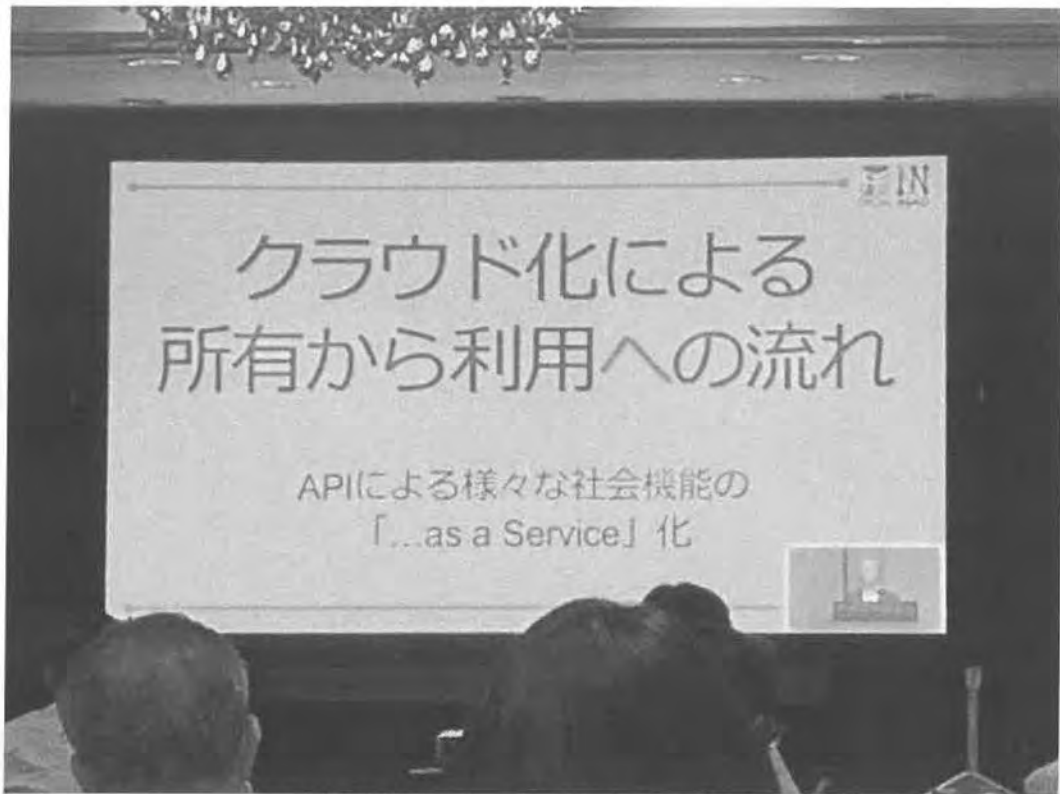 クラウド化による
所有から利用への流れ
APIによる様々な社会機能の
「...as a Service」化